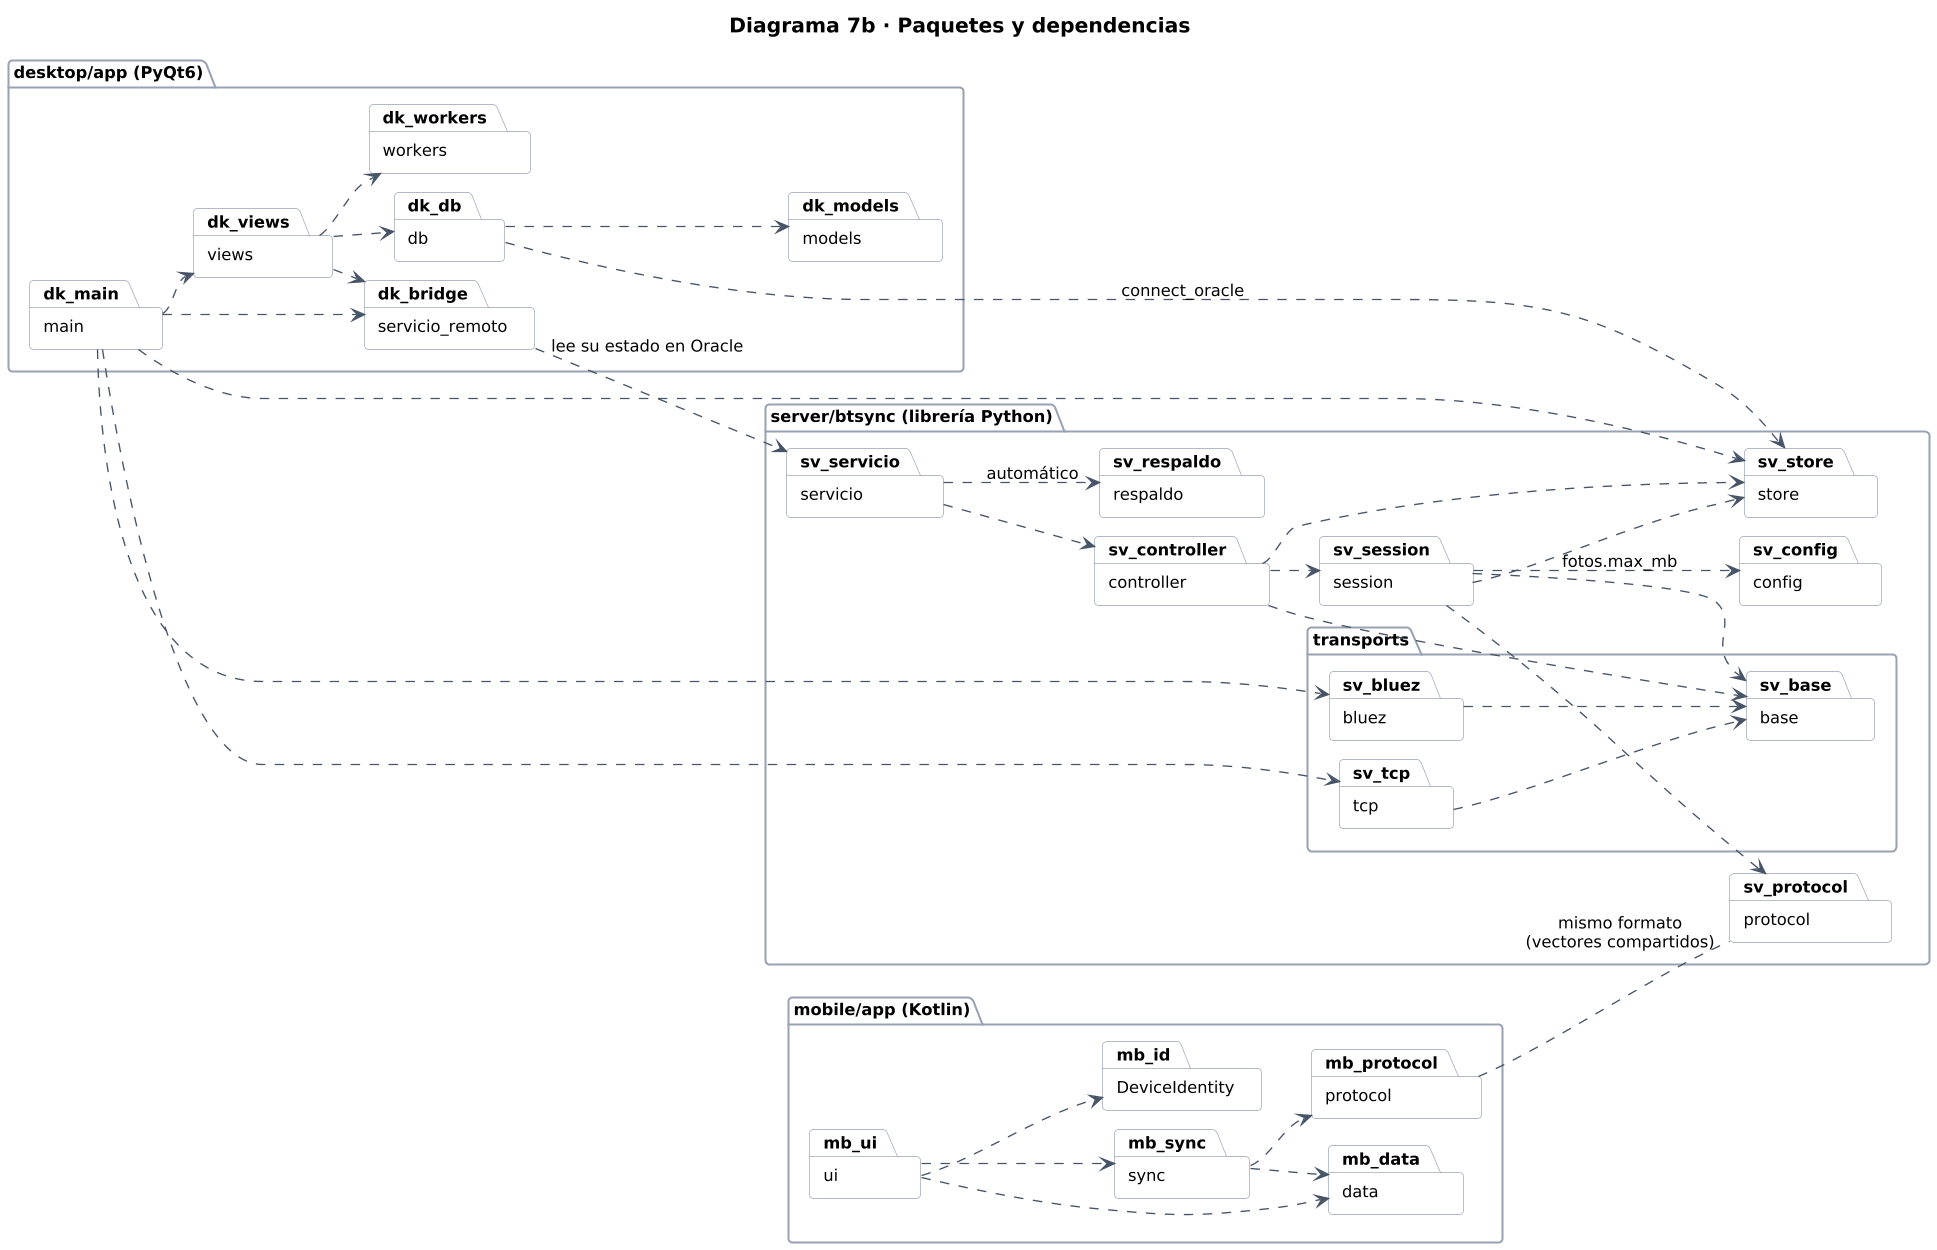 Diagrama 7b · Paquetes y dependencias
desktop/app (PyQt6)
dk_workers
workers
dk_views
views
dk_db
db
dk_models
models
dk_main
main
dk_bridge
servicio_remoto
connect_oracle
lee su estado en Oracle
server/btsync (librería Python)
sv_servicio
servicio
automático
sv_respaldo
respaldo
sv_store
store
sv_controller
controller
sv_session
session
fotos.max_mb
sv_config
config
transports
sv_bluez
bluez
sv_base
base
sv_tcp
tcp
sv_protocol
protocol
mismo formato
(vectores compartidos)
mobile/app (Kotlin)
mb_id
DeviceIdentity
mb_protocol
protocol
mb_ui
ui
mb_sync
sync
mb_data
data